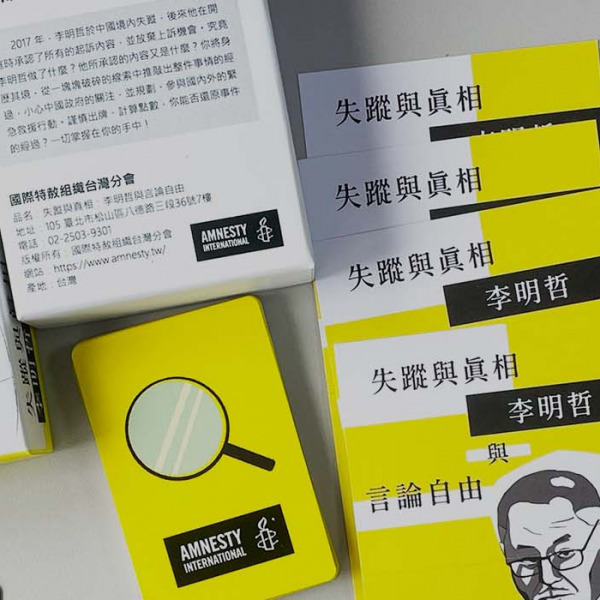 2017 年，李明哲於中國境內失蹤，後來他在開
庭時承認了所有的起訴內容，並放棄上訴機會。究竟
李明哲做了什麼？他所承認的內容又是什麼？你將身
歷其境，從一塊塊破碎的線索中推敲出整件事情的經
過，小心中國政府的關注，並規劃、參與國內外的緊
急救援行動。謹慎出牌、計算點數，你能否還原事件
的經過？一切掌握在你的手中！
國際特赦組織台灣分會
品名：失蹤與真相：李明哲與言論自由
地址：105 臺北市松山區八德路三段36號7樓
電話：02-2503-9301
版權所有：國際特赦組織台灣分會
網站：https://www.amnesty.tw/
產地：台灣
AMNESTY
INTERNATIONAL
失蹤與
AMNESTY
INTERNATIONAL
失蹤與眞相
失蹤與眞相
失蹤與眞相
李明哲
失蹤與眞相
李明哲
與
言論自由